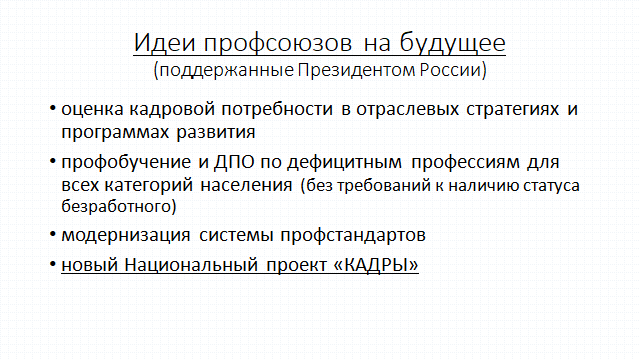 Идеи профсоюзов на будущее
(поддержанные Президентом России)
• оценка кадровой потребности в отраслевых стратегиях и
программах развития
• профобучение и ДПО по дефицитным профессиям для
всех категорий населения (без требований к наличию статуса
безработного)
• модернизация системы профстандартов
• новый Национальный проект «КАДРЫ»